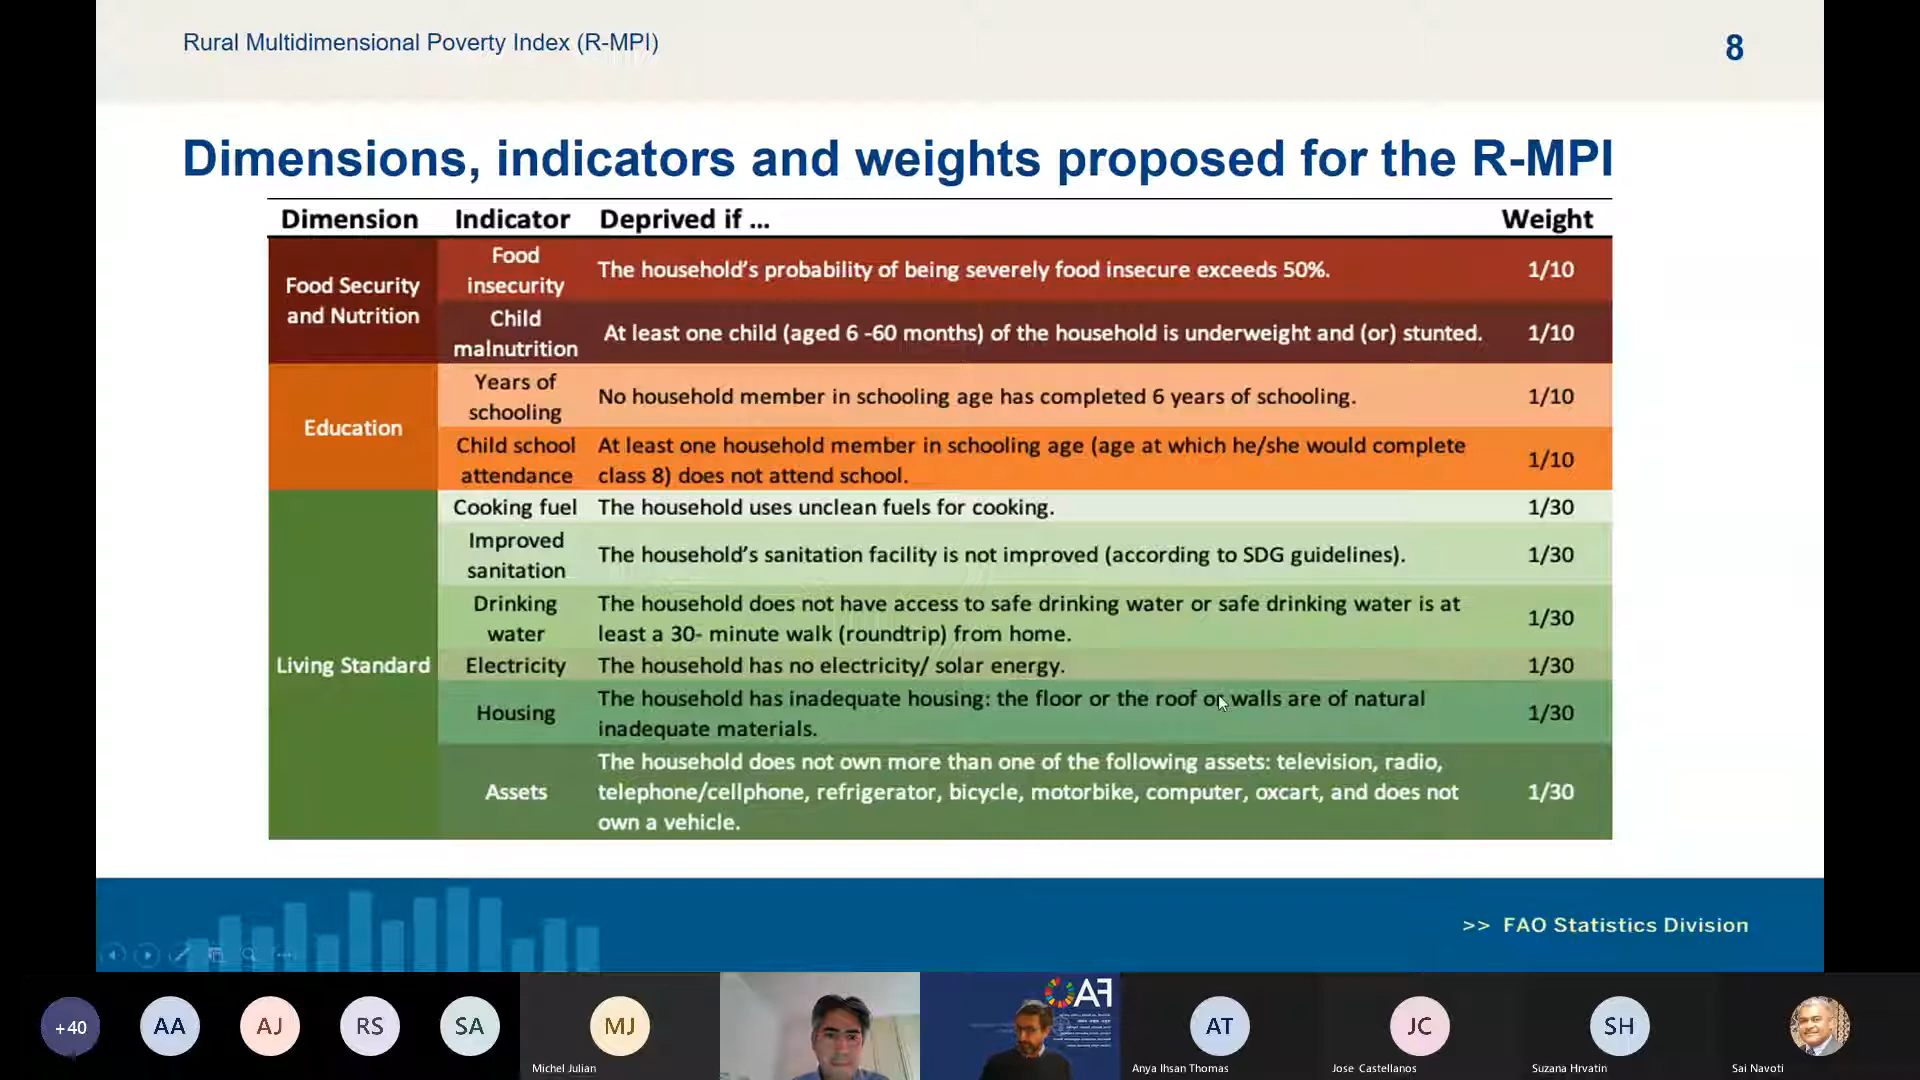 Rural Multidimensional Poverty Index (R-MPI)
8
Dimensions, indicators and weights proposed for the R-MPI
Dimension Indicator Deprived if ... Weight
Food Security and Nutrition
Food insecurity
The household's probability of being severely food insecure exceeds 50%.
1/10
Child malnutrition
At least one child (aged 6 -60 months) of the household is underweight and (or) stunted.
1/10
Education
Years of schooling
No household member in schooling age has completed 6 years of schooling.
1/10
Child school attendance
At least one household member in schooling age (age at which he/she would complete
class 8) does not attend school.
1/10
Living Standard
Cooking fuel
The household uses unclean fuels for cooking.
1/30
Improved sanitation
The household's sanitation facility is not improved (according to SDG guidelines).
1/30
Drinking water
The household does not have access to safe drinking water or safe drinking water is at
least a 30- minute walk (roundtrip) from home.
1/30
Electricity
The household has no electricity/ solar energy.
1/30
Housing
The household has inadequate housing: the floor or the roof or walls are of natural
inadequate materials.
1/30
Assets
The household does not own more than one of the following assets: television, radio,
telephone/cellphone, refrigerator, bicycle, motorbike, computer, oxcart, and does not
own a vehicle.
1/30
>> FAO Statistics Division
+40
AA
AJ
RS
SA
MJ
Michel Julian
AT
Anya Ihsan Thomas
JC
Jose Castellanos
SH
Suzana Hrvatin
Sai Navoti